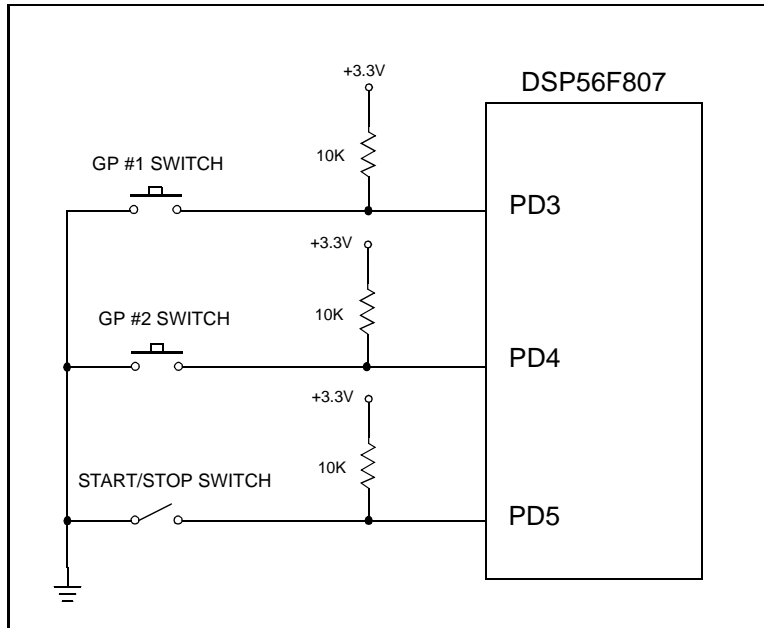 +3.3V
DSP56F807
10K
GP #1 SWITCH
PD3
+3.3V
10K
GP #2 SWITCH
PD4
+3.3V
10K
START/STOP SWITCH
PD5